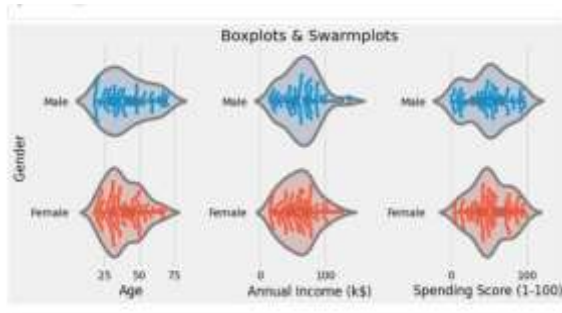 Boxplots & Swarmplots
Male
Male
Male
Gender
Female
Female
Female
25 50 75
0 100
0 100
Age
Annual Income (k$)
Spending Score (1-100)